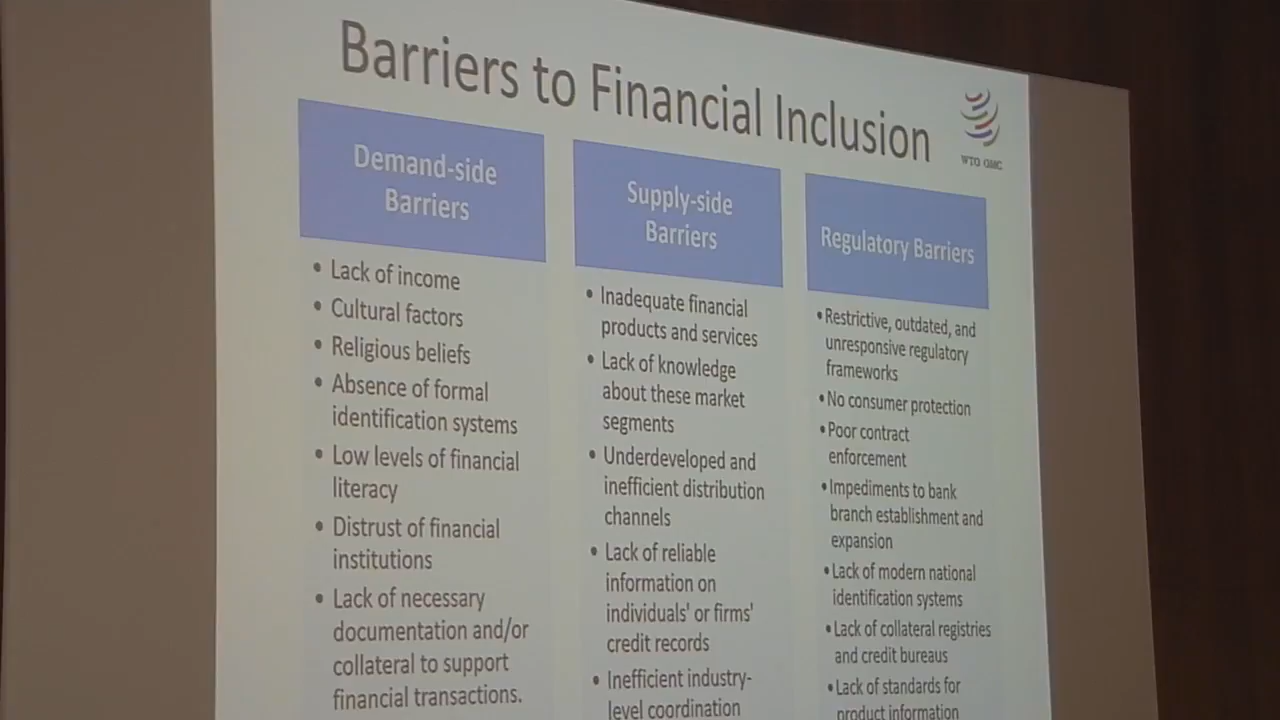 Barriers to Financial Inclusion
WTO OMC
Demand-side
Barriers
• Lack of income
• Cultural factors
• Religious beliefs
• Absence of formal
identification systems
• Low levels of financial
literacy
• Distrust of financial
institutions
• Lack of necessary
documentation and/or
collateral to support
financial transactions.
Supply-side
Barriers
• Inadequate financial
products and services
• Lack of knowledge
about these market
segments
• Underdeveloped and
inefficient distribution
channels
• Lack of reliable
information on
individuals' or firms'
credit records
• Inefficient industry-
level coordination
Regulatory Barriers
• Restrictive, outdated, and
unresponsive regulatory
frameworks
• No consumer protection
• Poor contract
enforcement
• Impediments to bank
branch establishment and
expansion
• Lack of modern national
identification systems
• Lack of collateral registries
and credit bureaus
• Lack of standards for
product information